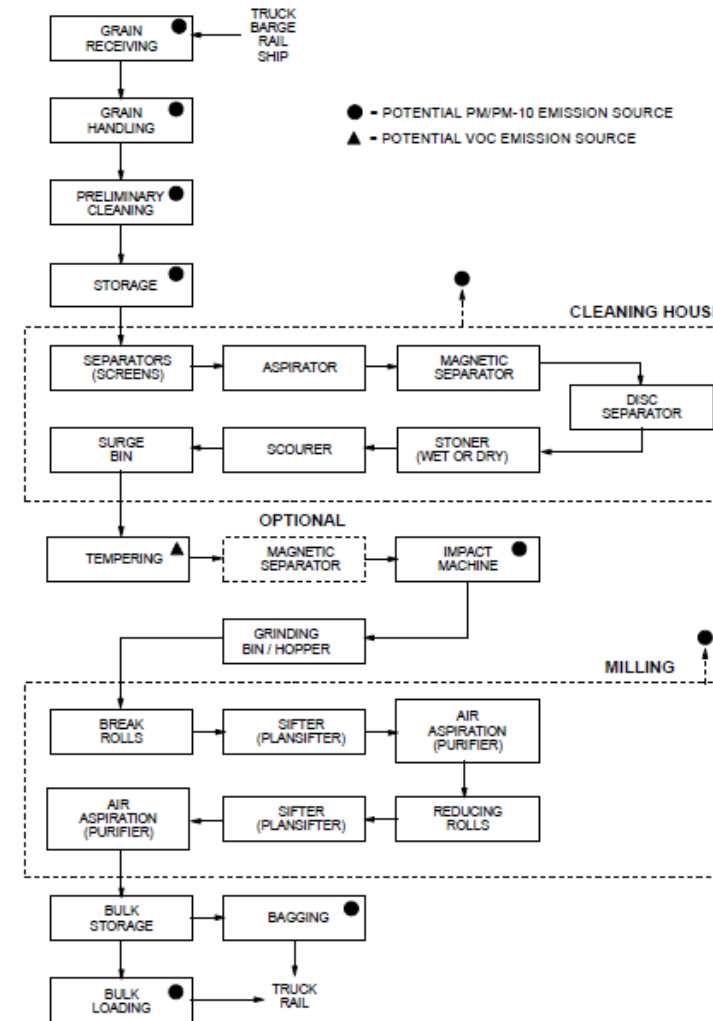 GRAIN
RECEIVING
TRUCK
BARGE
RAIL
SHIP
GRAIN
HANDLING
● - POTENTIAL PM/PM-10 EMISSION SOURCE
▲ - POTENTIAL VOC EMISSION SOURCE
PRELIMINARY
CLEANING
STORAGE
CLEANING HOUSE
SEPARATORS
(SCREENS)
ASPIRATOR
MAGNETIC
SEPARATOR
DISC
SEPARATOR
STONER
(WET OR DRY)
SCOURER
SURGE
BIN
OPTIONAL
TEMPERING
MAGNETIC
SEPARATOR
IMPACT
MACHINE
GRINDING
BIN / HOPPER
MILLING
BREAK
ROLLS
SIFTER
(PLANSIFTER)
AIR
ASPIRATION
(PURIFIER)
REDUCING
ROLLS
SIFTER
(PLANSIFTER)
AIR
ASPIRATION
(PURIFIER)
BULK
STORAGE
BAGGING
BULK
LOADING
TRUCK
RAIL